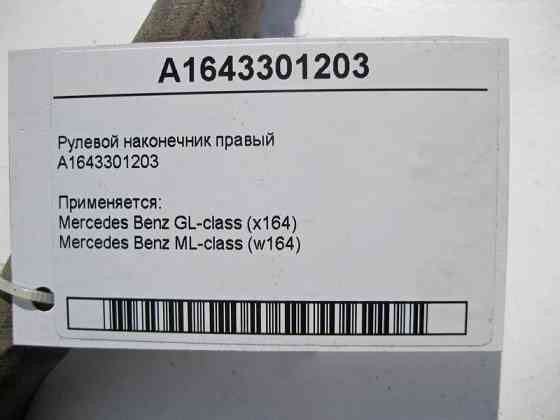 A1643301203
Рулевой наконечник правый
A1643301203
Применяется:
Mercedes Benz GL-class (x164)
Mercedes Benz ML-class (w164)